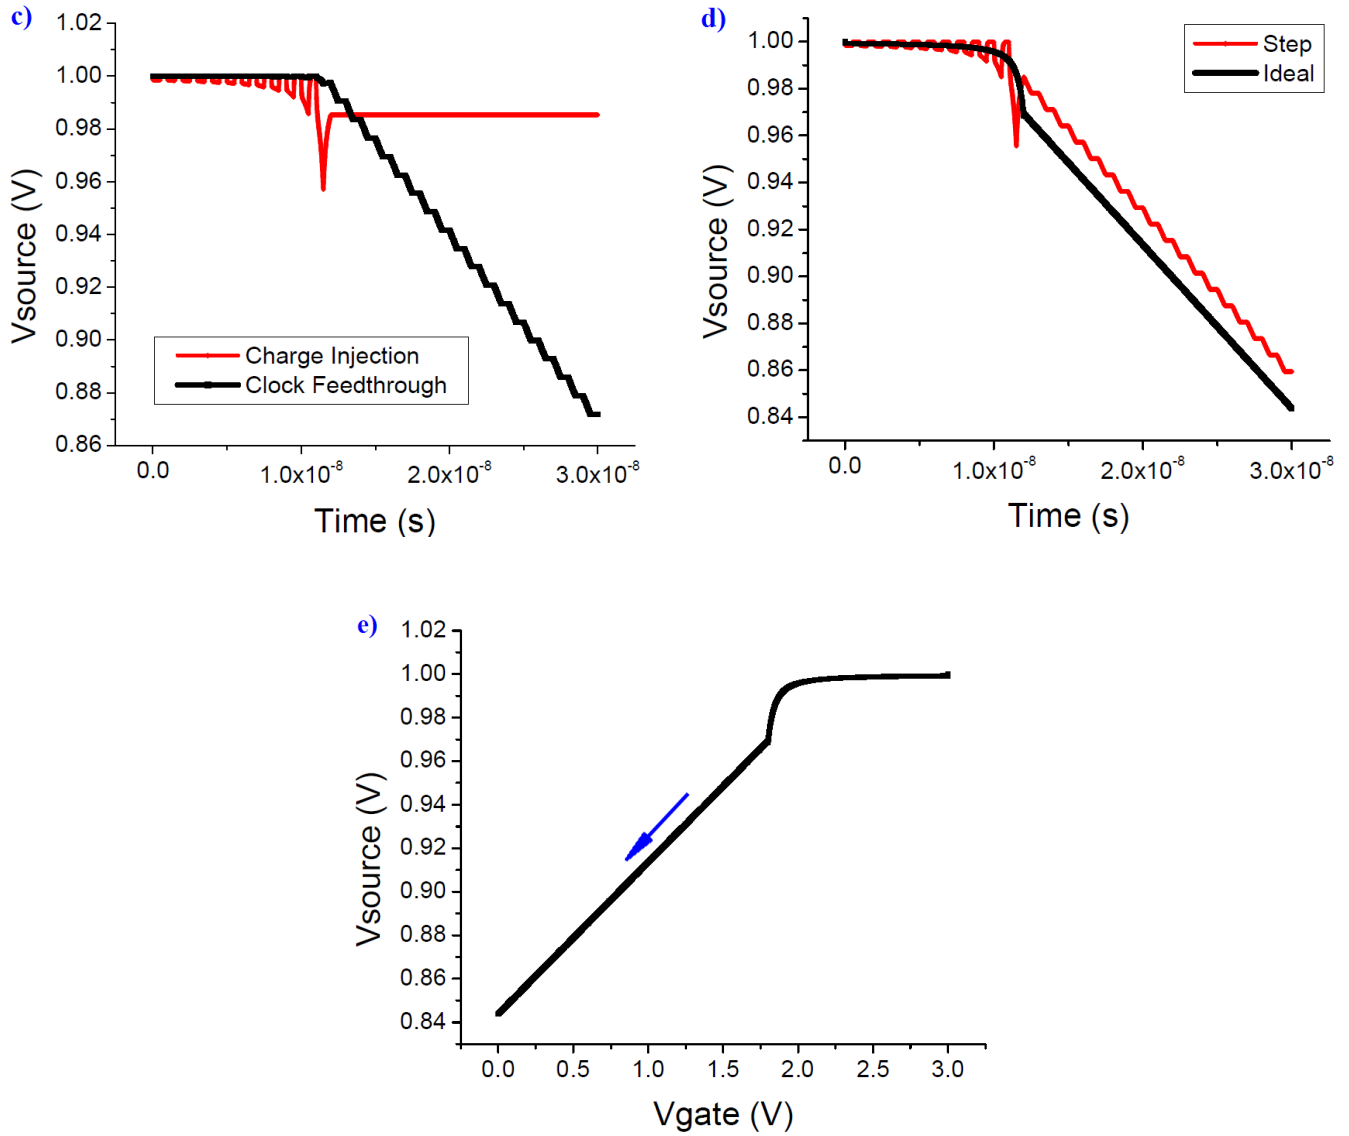 c)
1.02
1.00
0.98
0.96
0.94
0.92
0.90
0.88
0.86
Vsource (V)
Charge Injection
Clock Feedthrough
0.0
1.0x10⁻⁸
2.0x10⁻⁸
3.0x10⁻⁸
Time (s)
d)
1.00
0.98
0.96
0.94
0.92
0.90
0.88
0.86
0.84
Vsource (V)
Step
Ideal
0.0
1.0x10⁻⁸
2.0x10⁻⁸
3.0x10⁻⁸
Time (s)
e)
1.02
1.00
0.98
0.96
0.94
0.92
0.90
0.88
0.86
0.84
Vsource (V)
0.0
0.5
1.0
1.5
2.0
2.5
3.0
Vgate (V)